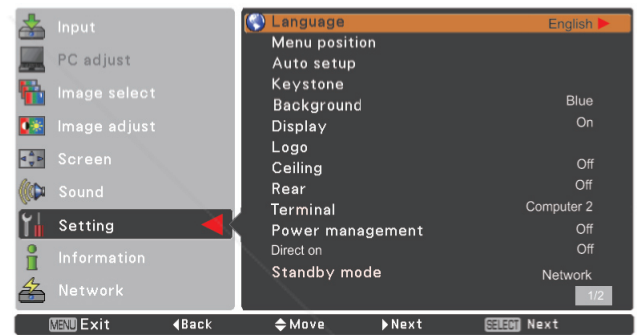 Input
PC adjust
Image select
Image adjust
Screen
Sound
Setting
Information
Network
Language English
Menu position
Auto setup
Keystone
Background Blue
Display On
Logo
Ceiling Off
Rear Off
Terminal Computer 2
Power management Off
Direct on Off
Standby mode Network
1/2
MENU Exit Back Move Next SELECT Next